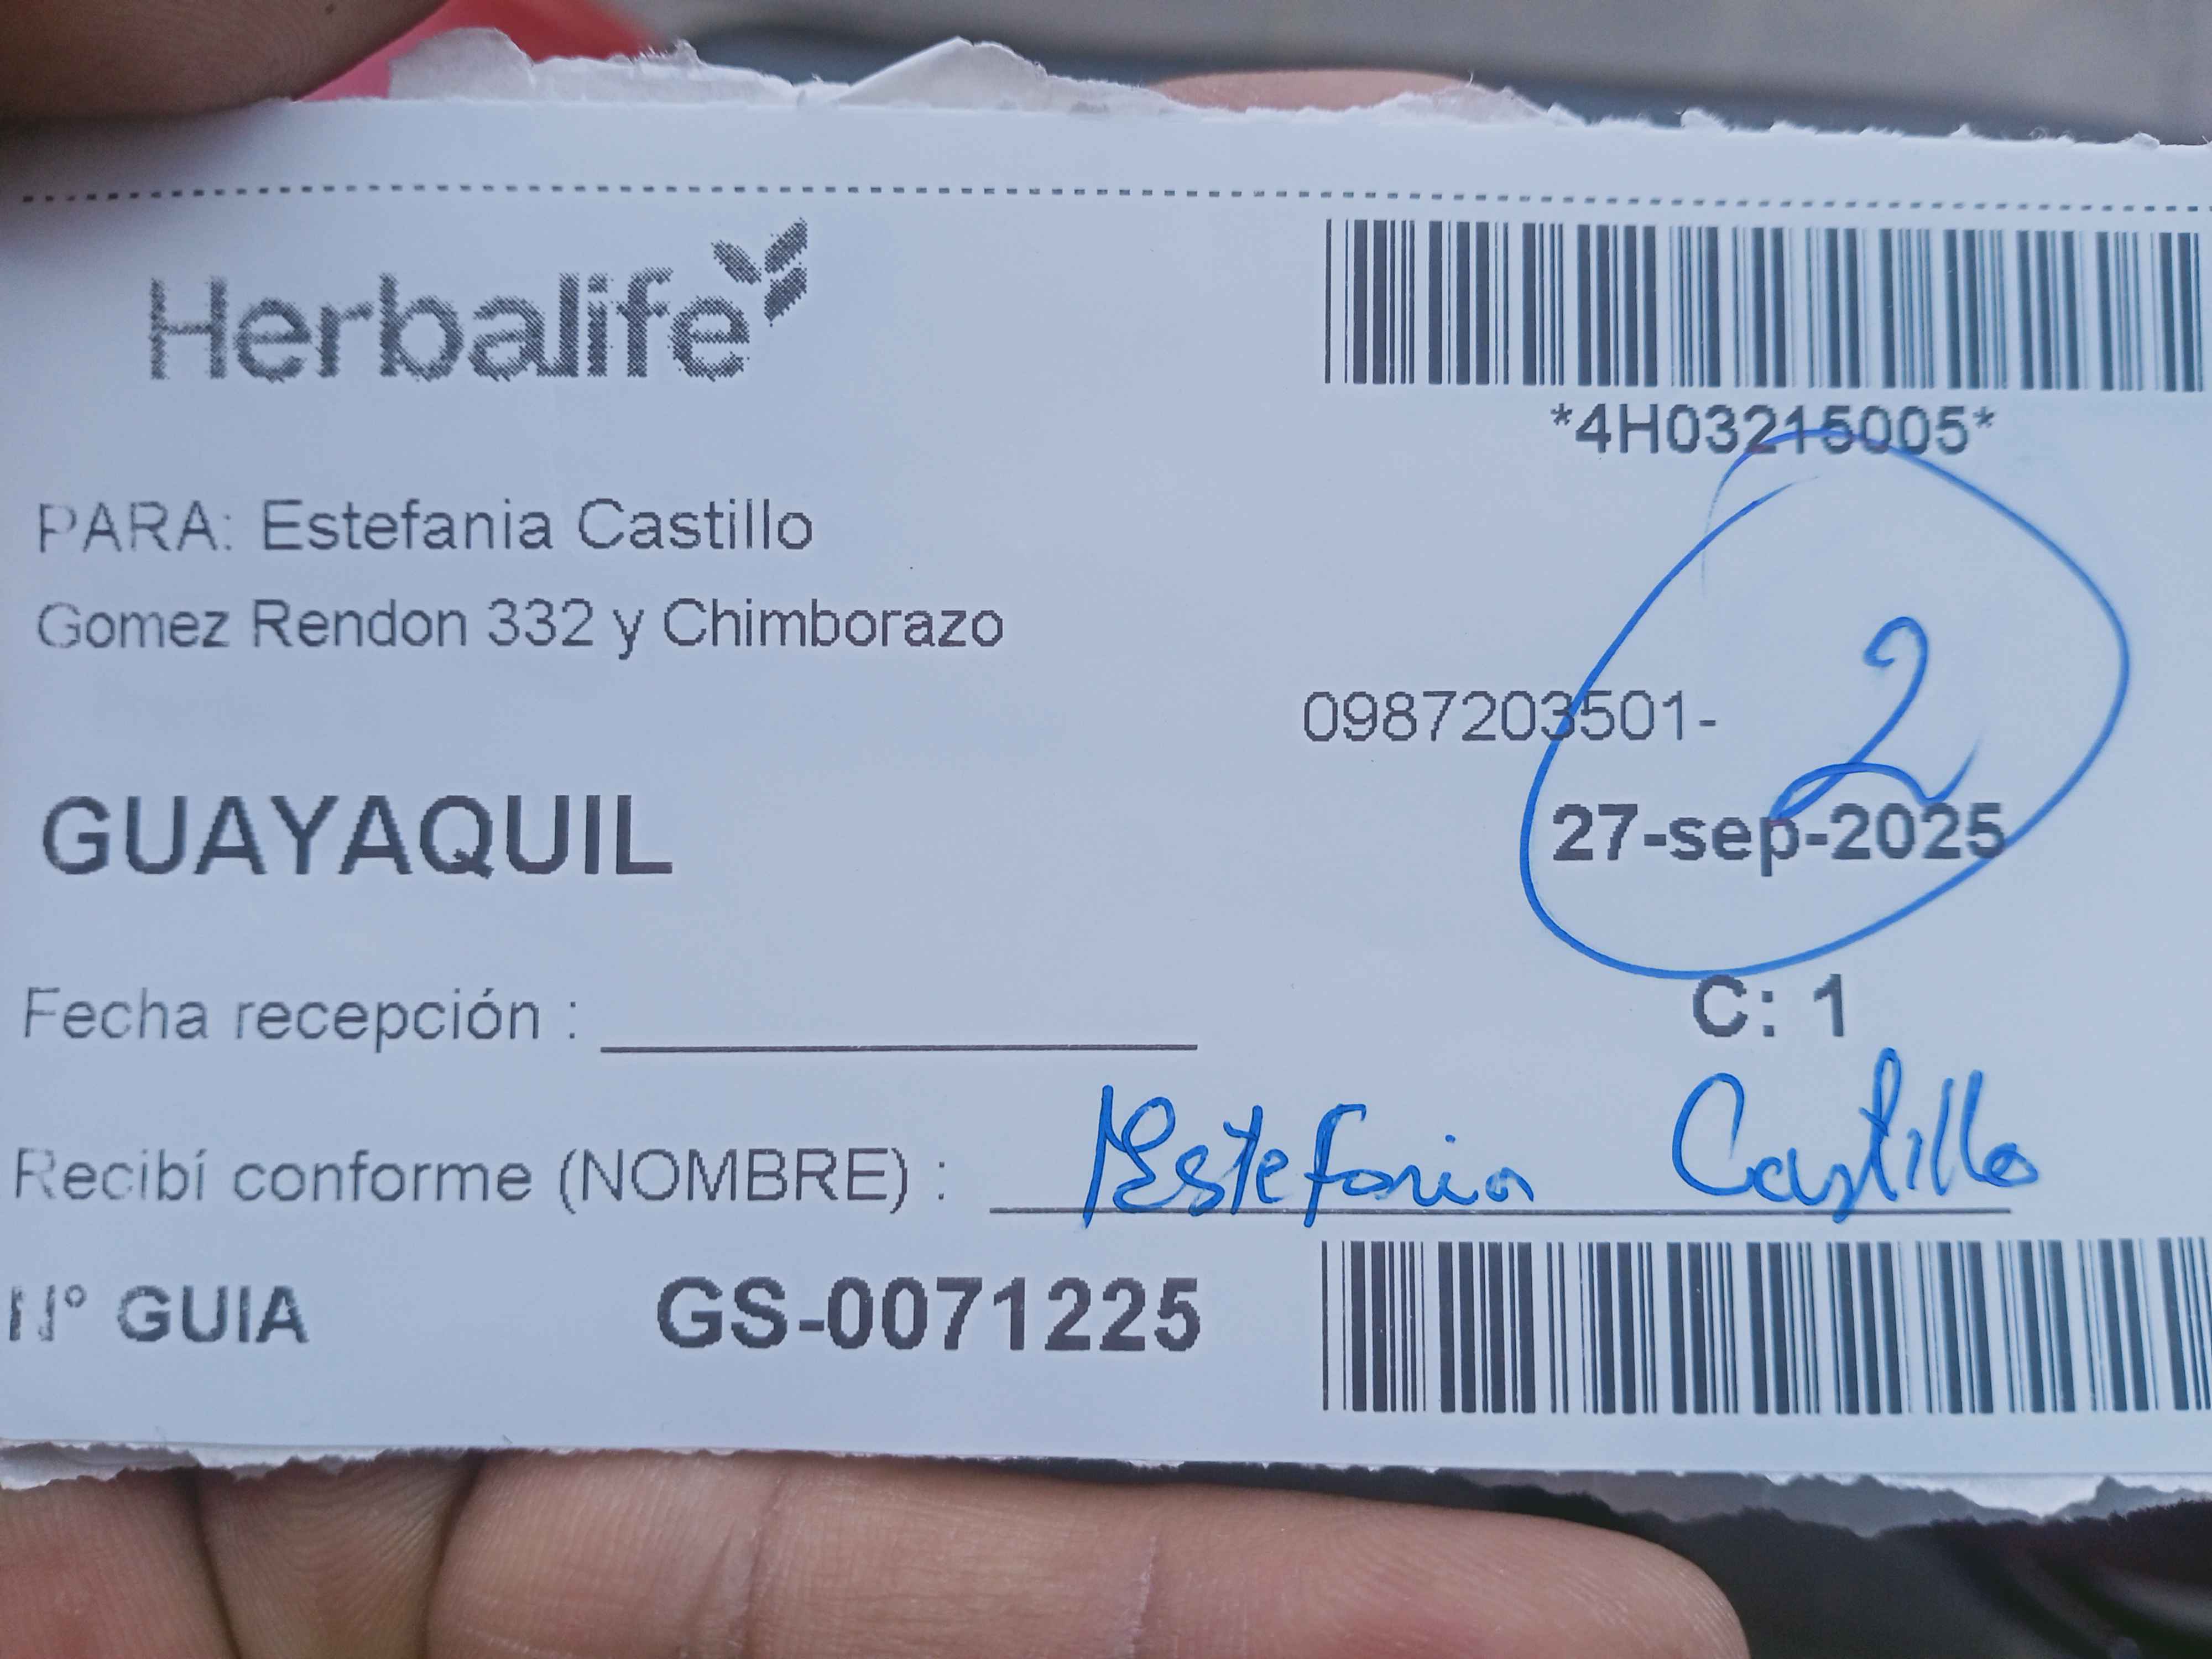 Herbalife
*4H03215005*
PARA: Estefania Castillo
Gomez Rendon 332 y Chimborazo
0987203501-
2
GUAYAQUIL
27-sep-2025
Fecha recepción :
C: 1
Recibí conforme (NOMBRE) : Estefania Castillo
N° GUIA GS-0071225